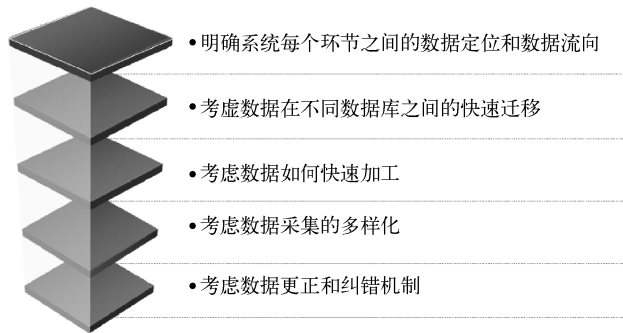 •明确系统每个环节之间的数据定位和数据流向
•考虑数据在不同数据库之间的快速迁移
•考虑数据如何快速加工
•考虑数据采集的多样化
•考虑数据更正和纠错机制